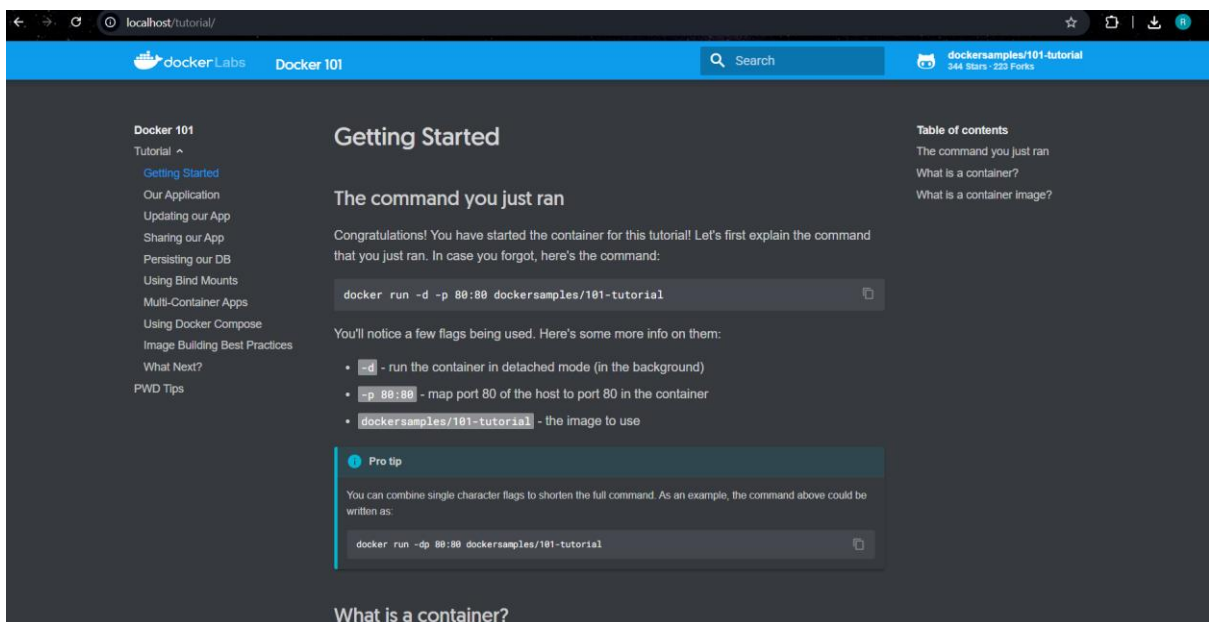 localhost/tutorial/
R
dockerLabs
Docker 101
Search
dockersamples/101-tutorial
344 Stars · 223 Forks
Docker 101
Tutorial
Getting Started
Our Application
Updating our App
Sharing our App
Persisting our DB
Using Bind Mounts
Multi-Container Apps
Using Docker Compose
Image Building Best Practices
What Next?
PWD Tips
Getting Started
The command you just ran
Congratulations! You have started the container for this tutorial! Let's first explain the command
that you just ran. In case you forgot, here's the command:
docker run -d -p 80:80 dockersamples/101-tutorial
You'll notice a few flags being used. Here's some more info on them:
• -d - run the container in detached mode (in the background)
• -p 80:80 - map port 80 of the host to port 80 in the container
• dockersamples/101-tutorial - the image to use
Pro tip
You can combine single character flags to shorten the full command. As an example, the command above could be
written as:
docker run -dp 80:80 dockersamples/101-tutorial
What is a container?
Table of contents
The command you just ran
What is a container?
What is a container image?